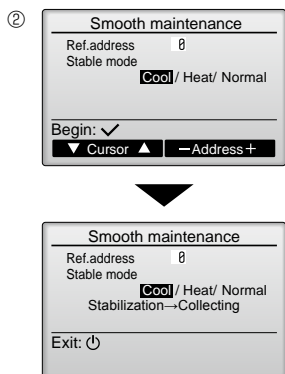 ②
Smooth maintenance
Ref.address 0
Stable mode
Cool / Heat/ Normal
Begin: ✓
▼ Cursor ▲ −Address+
Smooth maintenance
Ref.address 0
Stable mode
Cool / Heat/ Normal
Stabilization→Collecting
Exit: ⏻